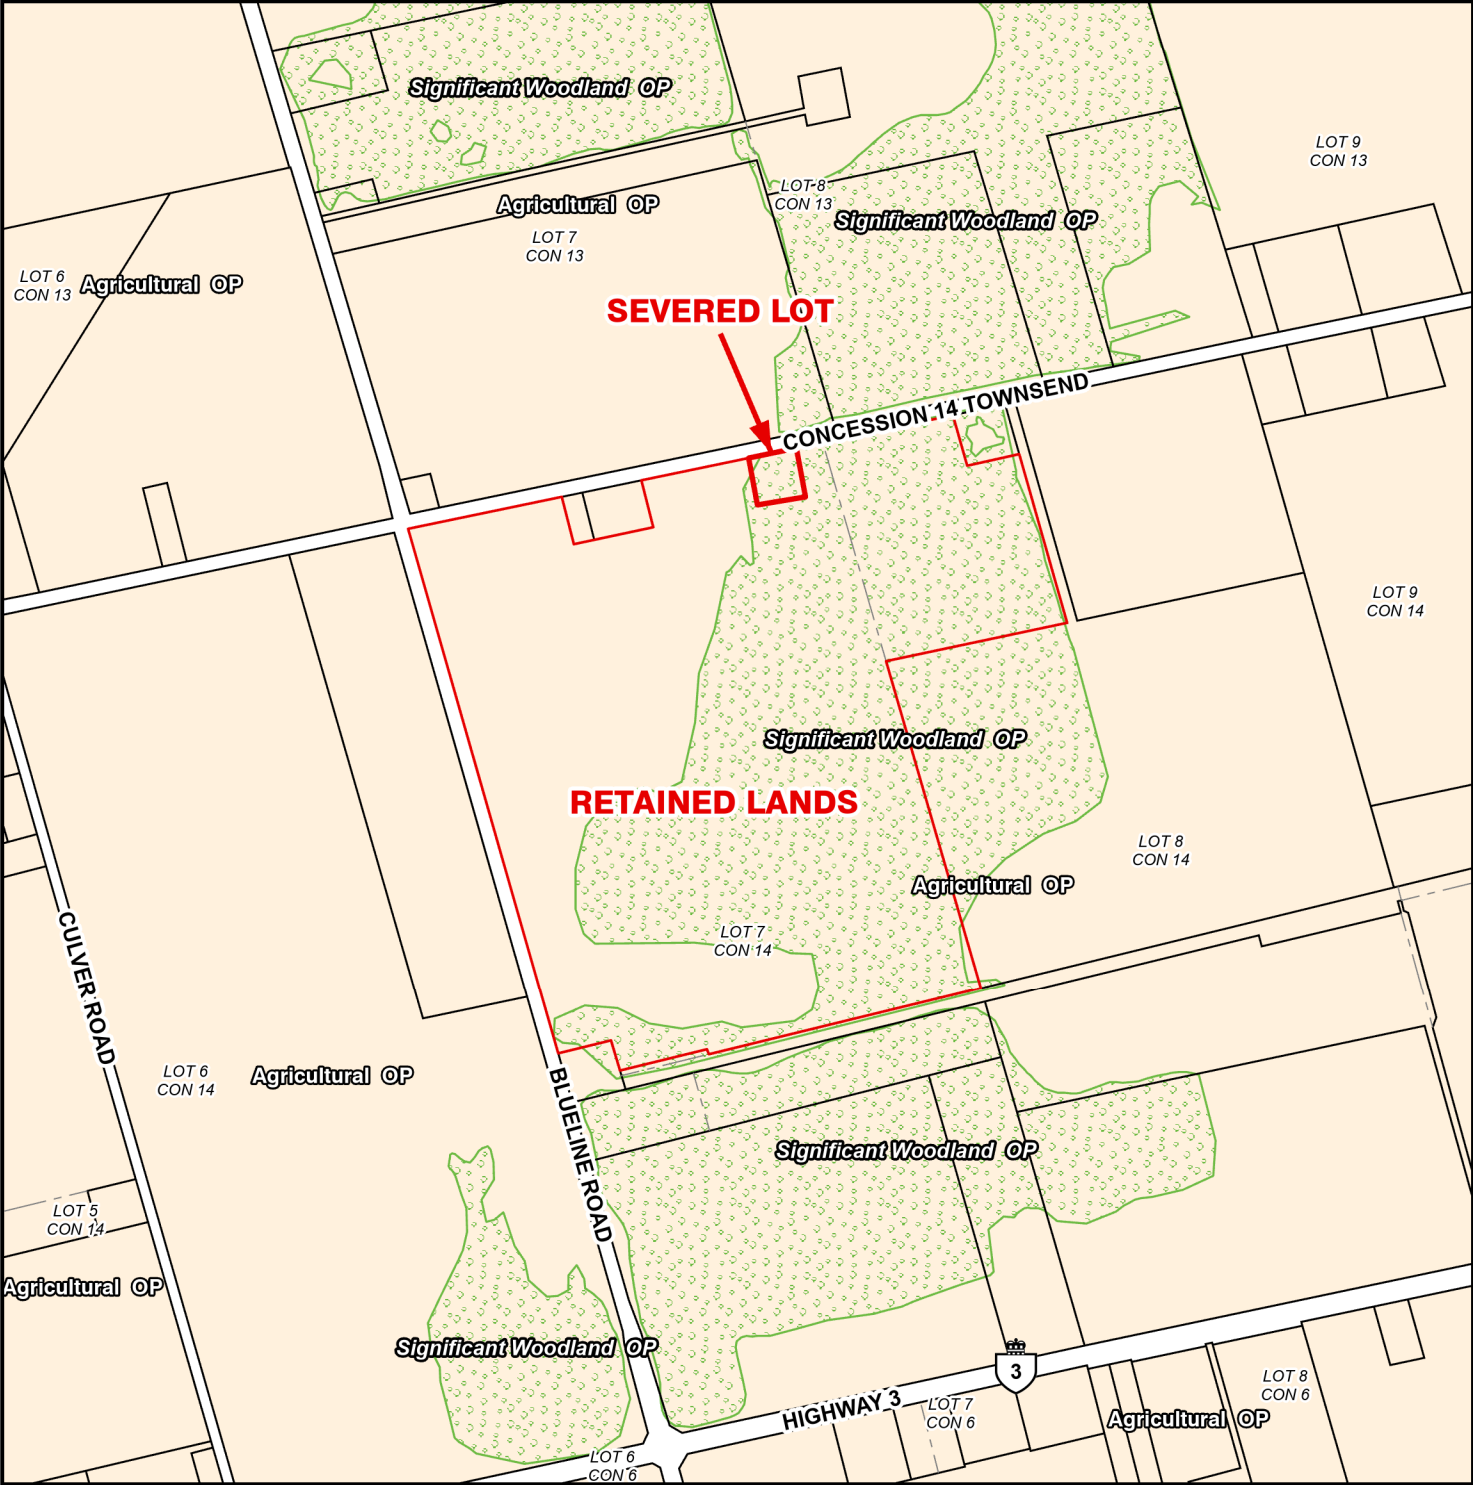 Significant Woodland OP
LOT 9
CON 13
LOT 8
CON 13
Agricultural OP
Significant Woodland OP
LOT 7
CON 13
LOT 6
CON 13
Agricultural OP
SEVERED LOT
CONCESSION 14 TOWNSEND
LOT 9
CON 14
Significant Woodland OP
RETAINED LANDS
LOT 8
CON 14
Agricultural OP
LOT 7
CON 14
CULVER ROAD
LOT 6
CON 14
Agricultural OP
BLUELINE ROAD
Significant Woodland OP
LOT 5
CON 14
Agricultural OP
Significant Woodland OP
3
HIGHWAY 3
LOT 7
CON 6
LOT 8
CON 6
Agricultural OP
LOT 6
CON 6